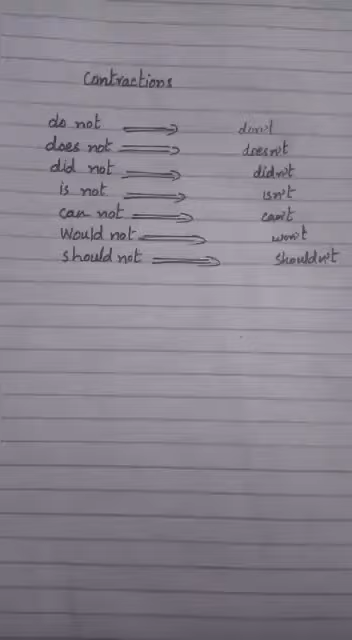 Contractions
do not ⟹ don't
does not ⟹ doesn't
did not ⟹ didn't
is not ⟹ isn't
can not ⟹ can't
would not ⟹ won't
should not ⟹ shouldn't